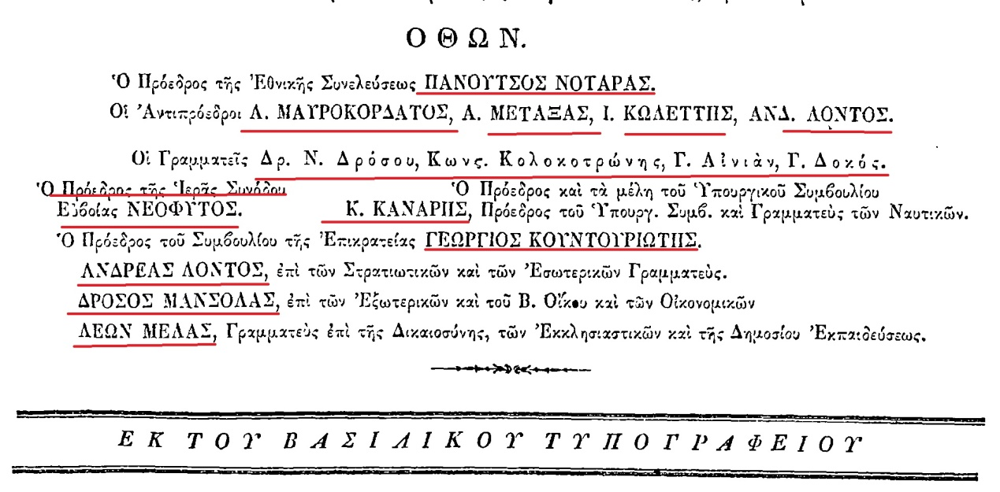 ΟΘΩΝ.
Ὁ Πρόεδρος τῆς Ἐθνικῆς Συνελεύσεως ΠΑΝΟΥΤΣΟΣ ΝΟΤΑΡΑΣ.
Οἱ Ἀντιπρόεδροι Α. ΜΑΥΡΟΚΟΡΔΑΤΟΣ, Α. ΜΕΤΑΞΑΣ, Ι. ΚΩΛΕΤΤΗΣ, ΑΝΔ. ΛΟΝΤΟΣ.
Οἱ Γραμματεῖς Δρ. Ν. Δρόσου, Κωνς. Κολοκοτρώνης, Γ. Αἰνιὰν, Γ. Δοκός.
Ὁ Πρόεδρος τῆς Ἱερᾶς Συνόδου
Εὐβοίας ΝΕΟΦΥΤΟΣ.
Ὁ Πρόεδρος καὶ τὰ μέλη τοῦ Ὑπουργικοῦ Συμβουλίου
Κ. ΚΑΝΑΡΗΣ, Πρόεδρος τοῦ Ὑπουργ. Συμβ. καὶ Γραμματεὺς τῶν Ναυτικῶν.
Ὁ Πρόεδρος τοῦ Συμβουλίου τῆς Ἐπικρατείας ΓΕΩΡΓΙΟΣ ΚΟΥΝΤΟΥΡΙΩΤΗΣ.
ΑΝΔΡΕΑΣ ΛΟΝΤΟΣ, ἐπὶ τῶν Στρατιωτικῶν καὶ τῶν Ἐσωτερικῶν Γραμματεὺς.
ΔΡΟΣΟΣ ΜΑΝΣΟΛΑΣ, ἐπὶ τῶν Ἐξωτερικῶν καὶ τοῦ Β. Οἴκου καὶ τῶν Οἰκονομικῶν
ΛΕΩΝ ΜΕΛΑΣ, Γραμματεὺς ἐπὶ τῆς Δικαιοσύνης, τῶν Ἐκκλησιαστικῶν καὶ τῆς Δημοσίου Ἐκπαιδεύσεως.
ΕΚ ΤΟΥ ΒΑΣΙΛΙΚΟΥ ΤΥΠΟΓΡΑΦΕΙΟΥ